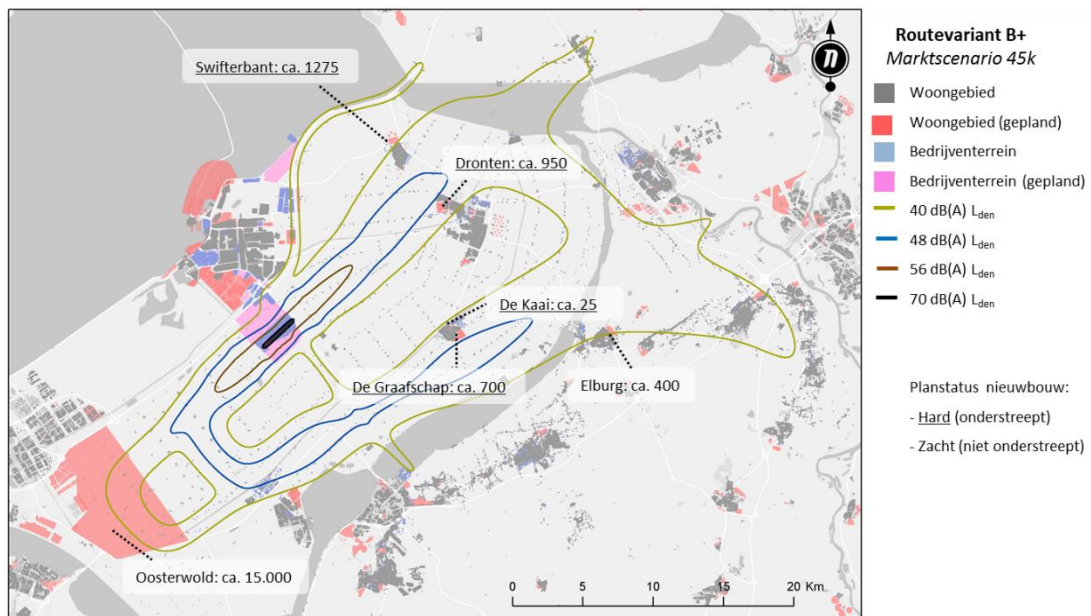 Swifterbant: ca. 1275
Dronten: ca. 950
De Kaai: ca. 25
De Graafschap: ca. 700
Elburg: ca. 400
Oosterwold: ca. 15.000
0 5 10 15 20 Km
n
Routevariant B+
Marktscenario 45k
Woongebied
Woongebied (gepland)
Bedrijventerrein
Bedrijventerrein (gepland)
40 dB(A) Lden
48 dB(A) Lden
56 dB(A) Lden
70 dB(A) Lden
Planstatus nieuwbouw:
- Hard (onderstreept)
- Zacht (niet onderstreept)